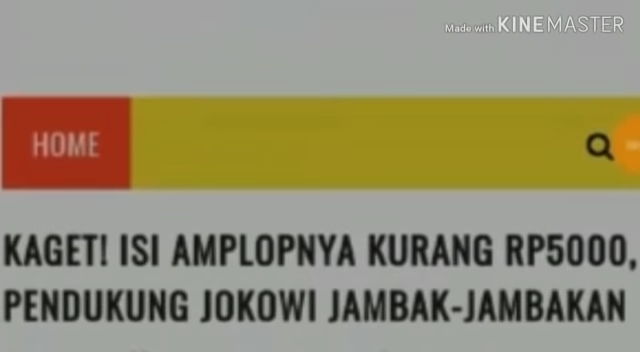 Made with KINEMASTER
HOME
KAGET! ISI AMPLOPNYA KURANG RP5000,
PENDUKUNG JOKOWI JAMBAK-JAMBAKAN